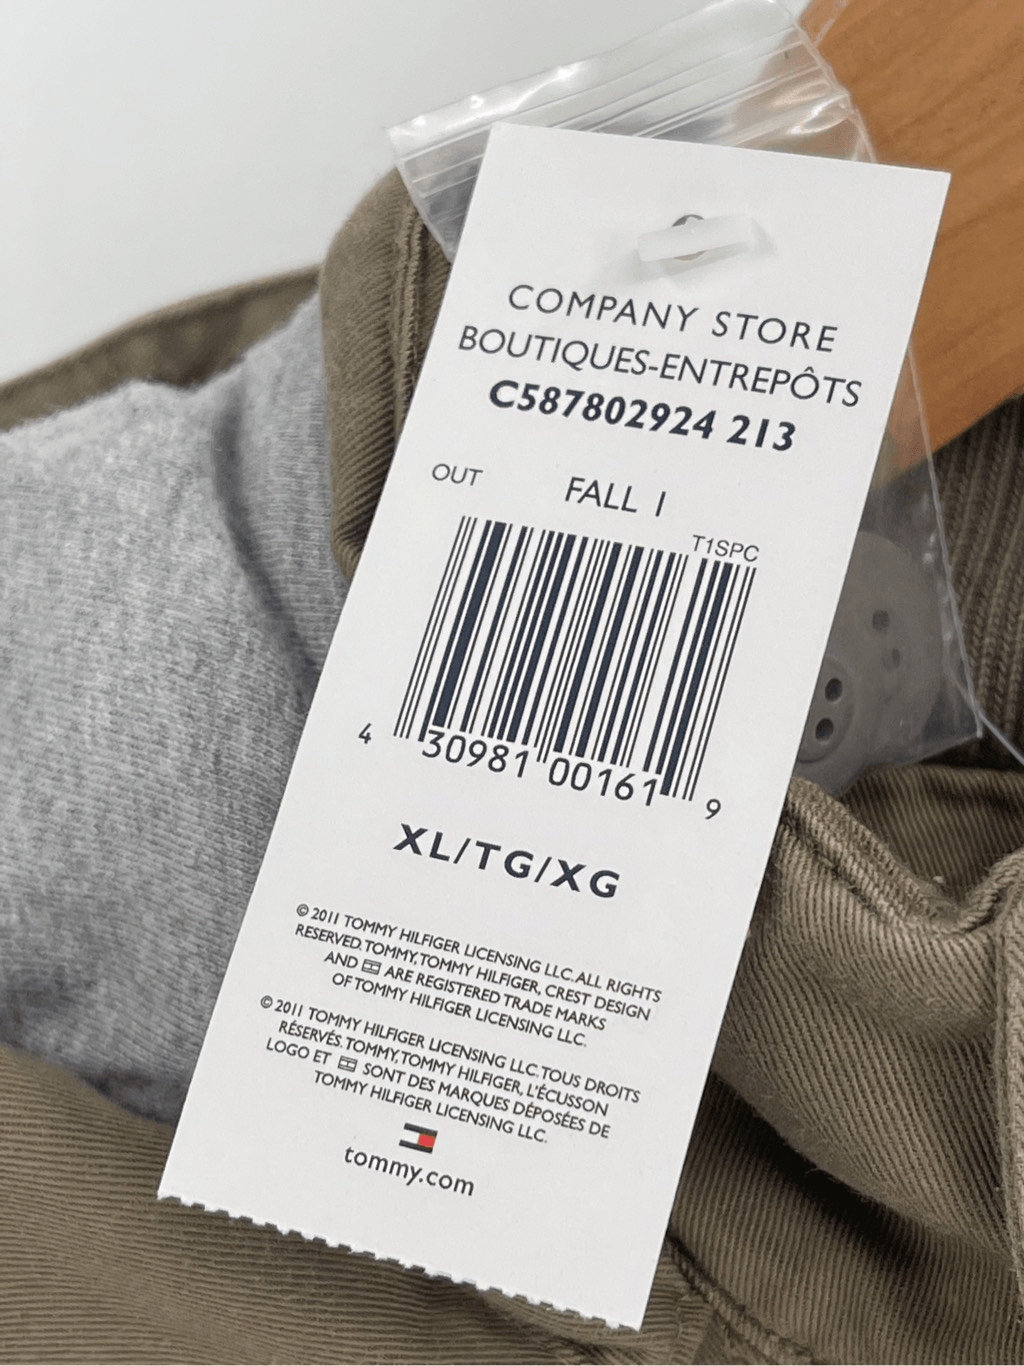 COMPANY STORE
BOUTIQUES-ENTREPÔTS
C587802924 213
OUT FALL I
T1SPC
4 30981 00161 9
XL/TG/XG
© 2011 TOMMY HILFIGER LICENSING LLC. ALL RIGHTS
RESERVED. TOMMY, TOMMY HILFIGER, CREST DESIGN
AND ARE REGISTERED TRADE MARKS
OF TOMMY HILFIGER LICENSING LLC.
© 2011 TOMMY HILFIGER LICENSING LLC. TOUS DROITS
RÉSERVÉS. TOMMY, TOMMY HILFIGER, L'ÉCUSSON
LOGO ET SONT DES MARQUES DÉPOSÉES DE
TOMMY HILFIGER LICENSING LLC.
tommy.com